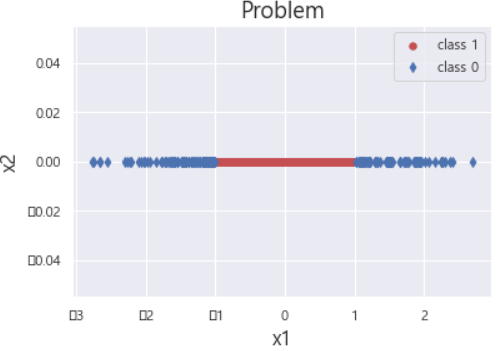 Problem
class 1
class 0
0.04
0.02
0.00
▯0.02
▯0.04
x2
▯3 ▯2 ▯1 0 1 2
x1